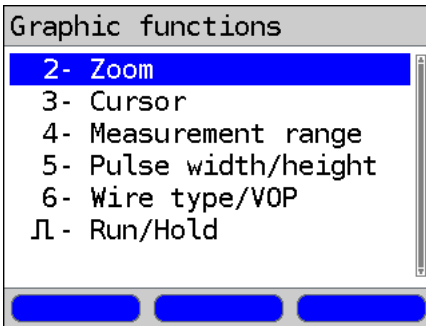 Graphic functions
2- Zoom
3- Cursor
4- Measurement range
5- Pulse width/height
6- Wire type/VOP
⎍- Run/Hold